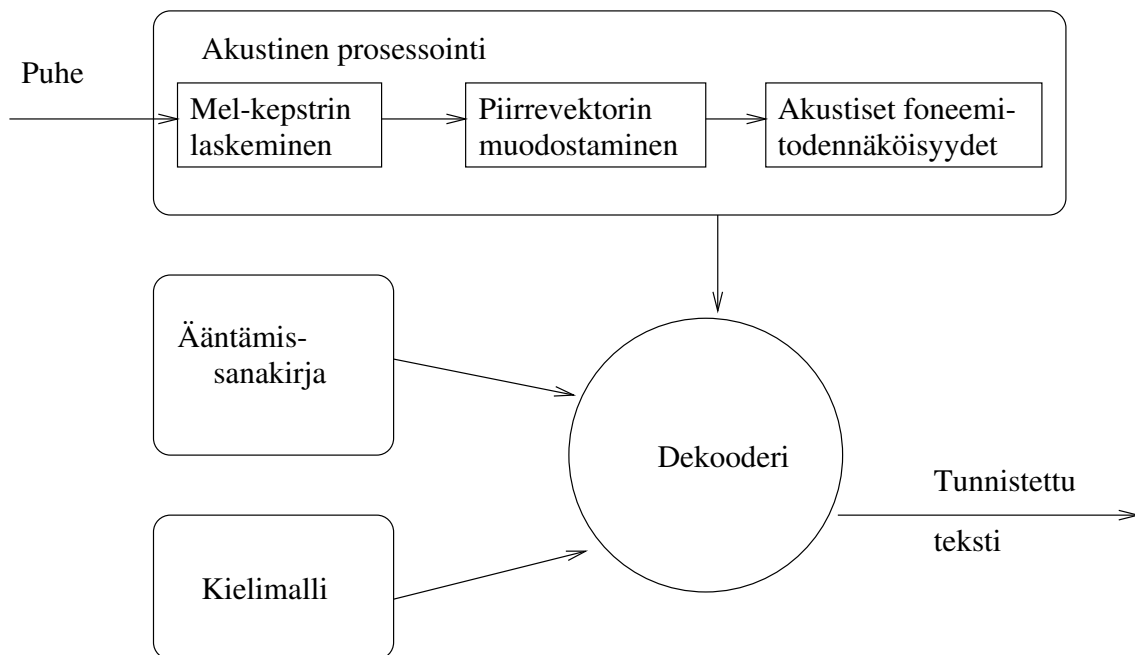 Akustinen prosessointi
Puhe
Mel-kepstrin
laskeminen
Piirrevektorin
muodostaminen
Akustiset foneemi-
todennäköisyydet
Ääntämis-
sanakirja
Dekooderi
Tunnistettu
teksti
Kielimalli